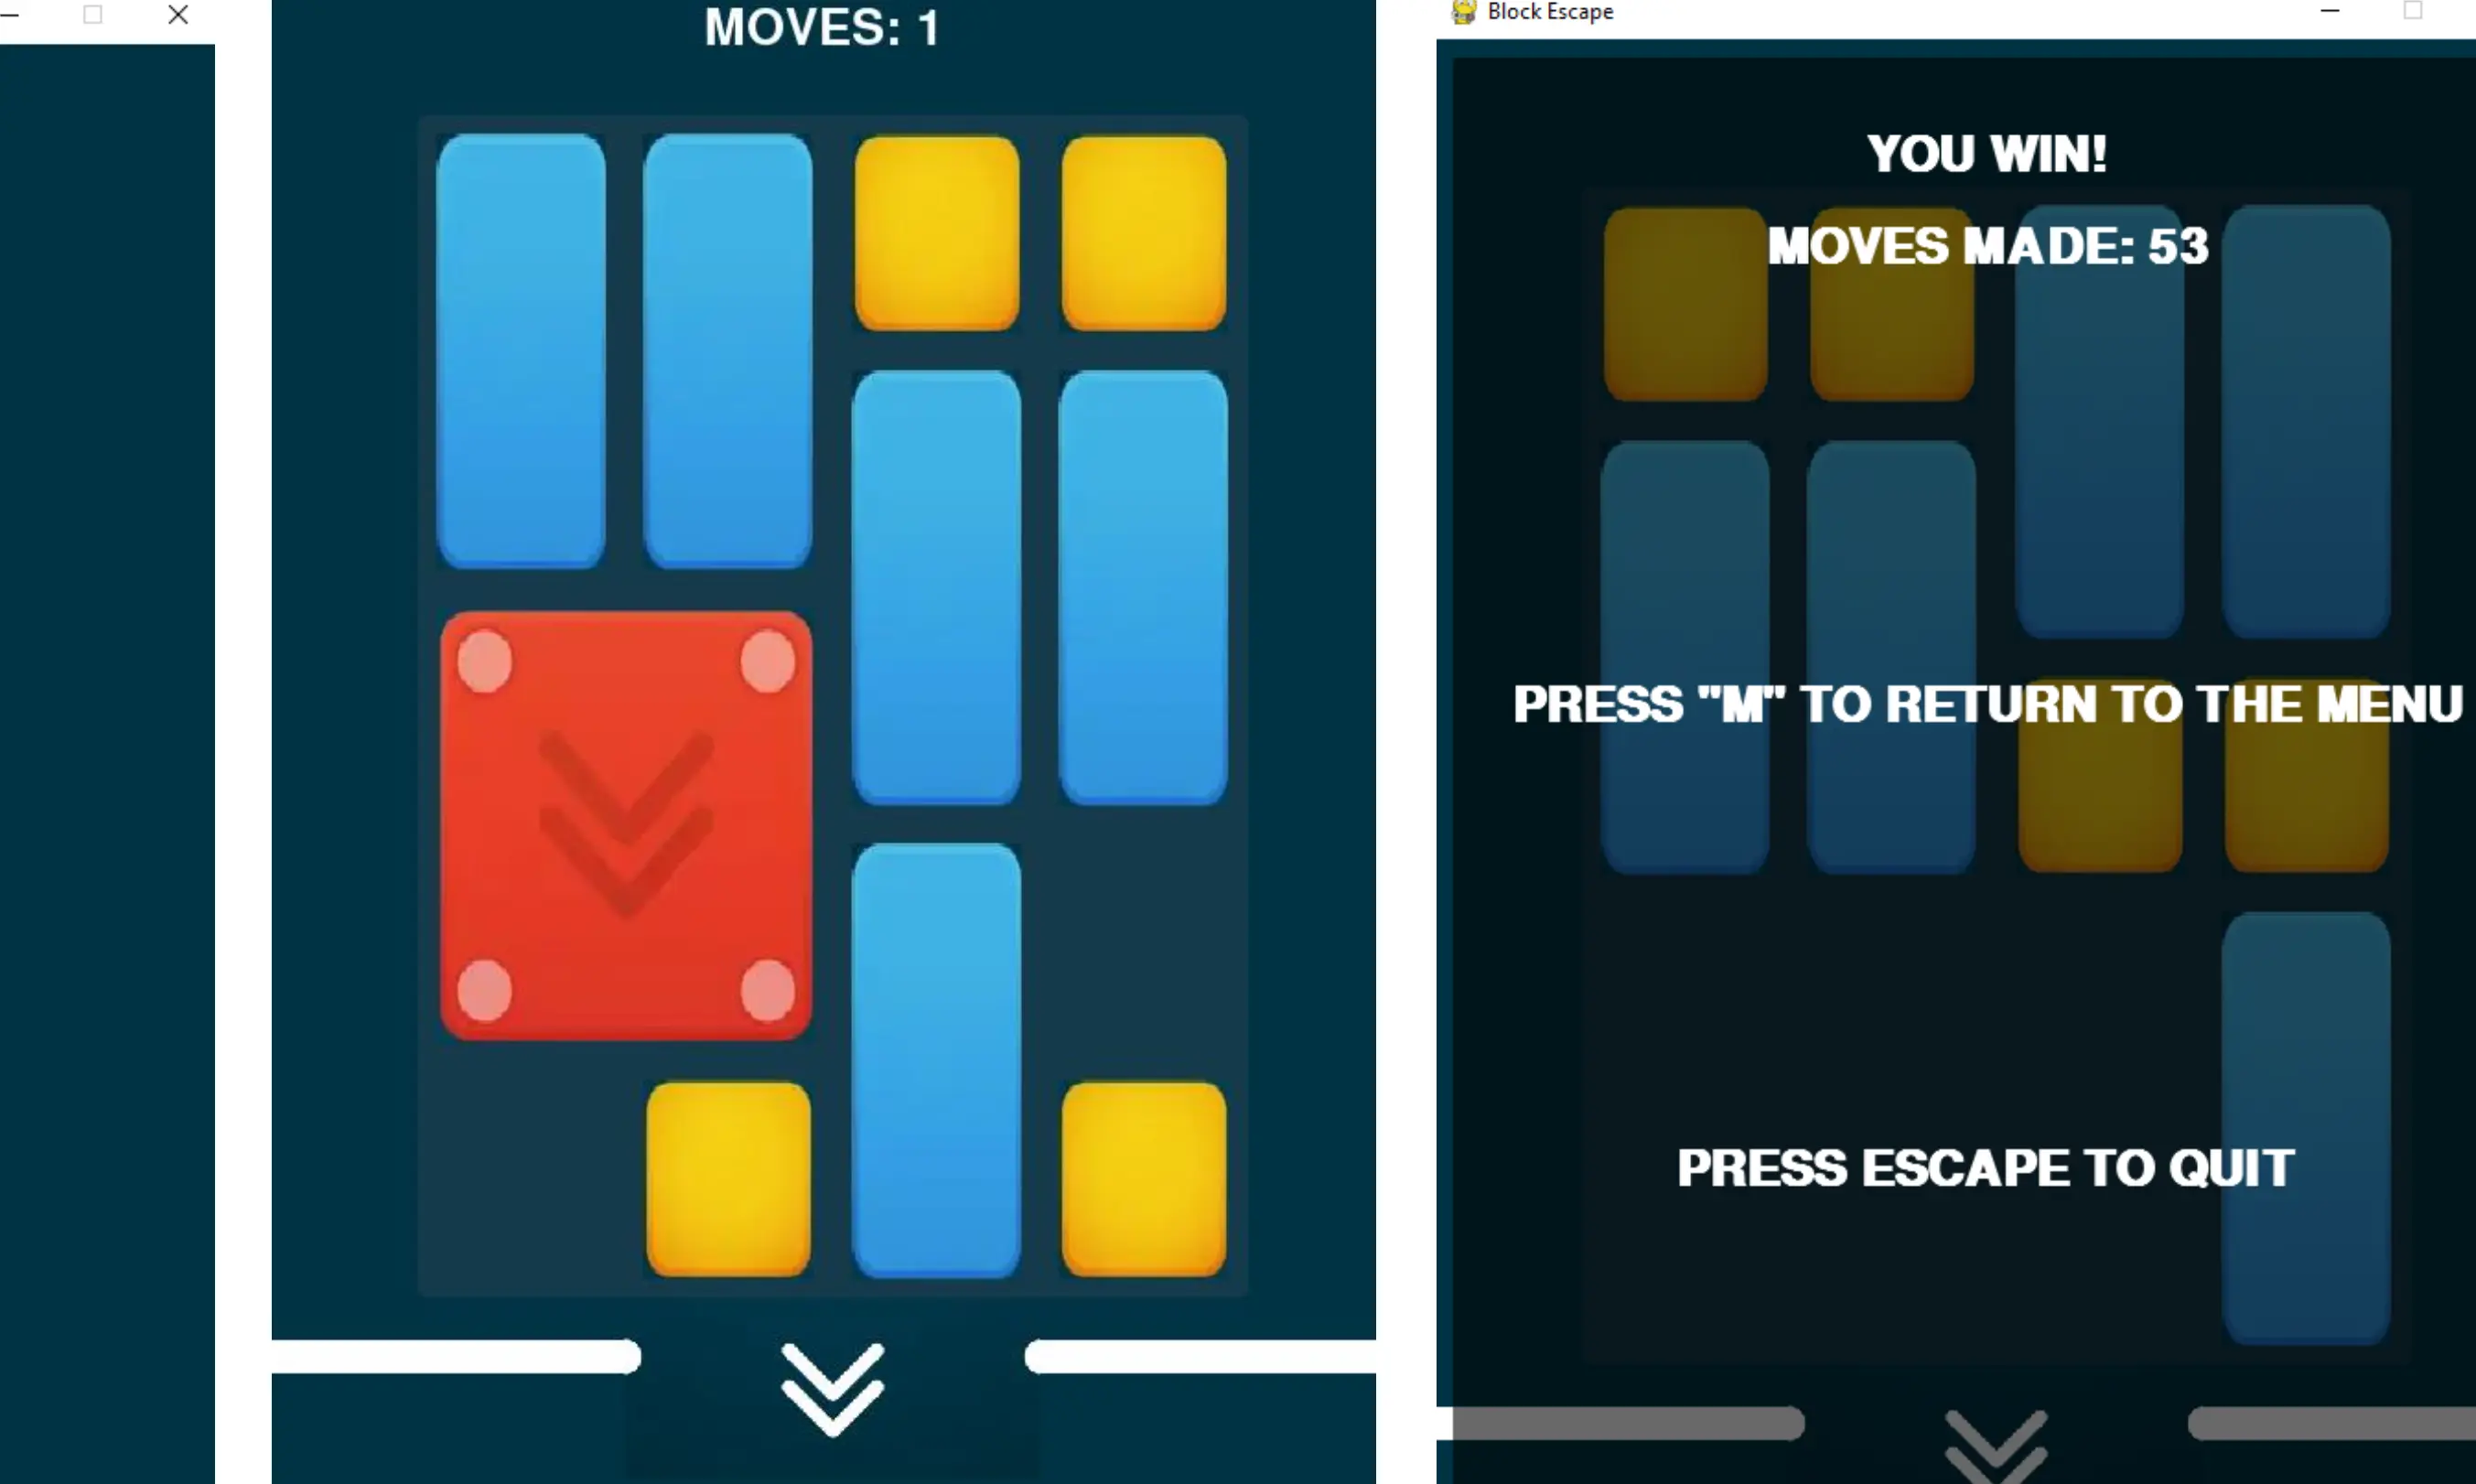 MOVES: 1
Block Escape
YOU WIN!
MOVES MADE: 53
PRESS "M" TO RETURN TO THE MENU
PRESS ESCAPE TO QUIT